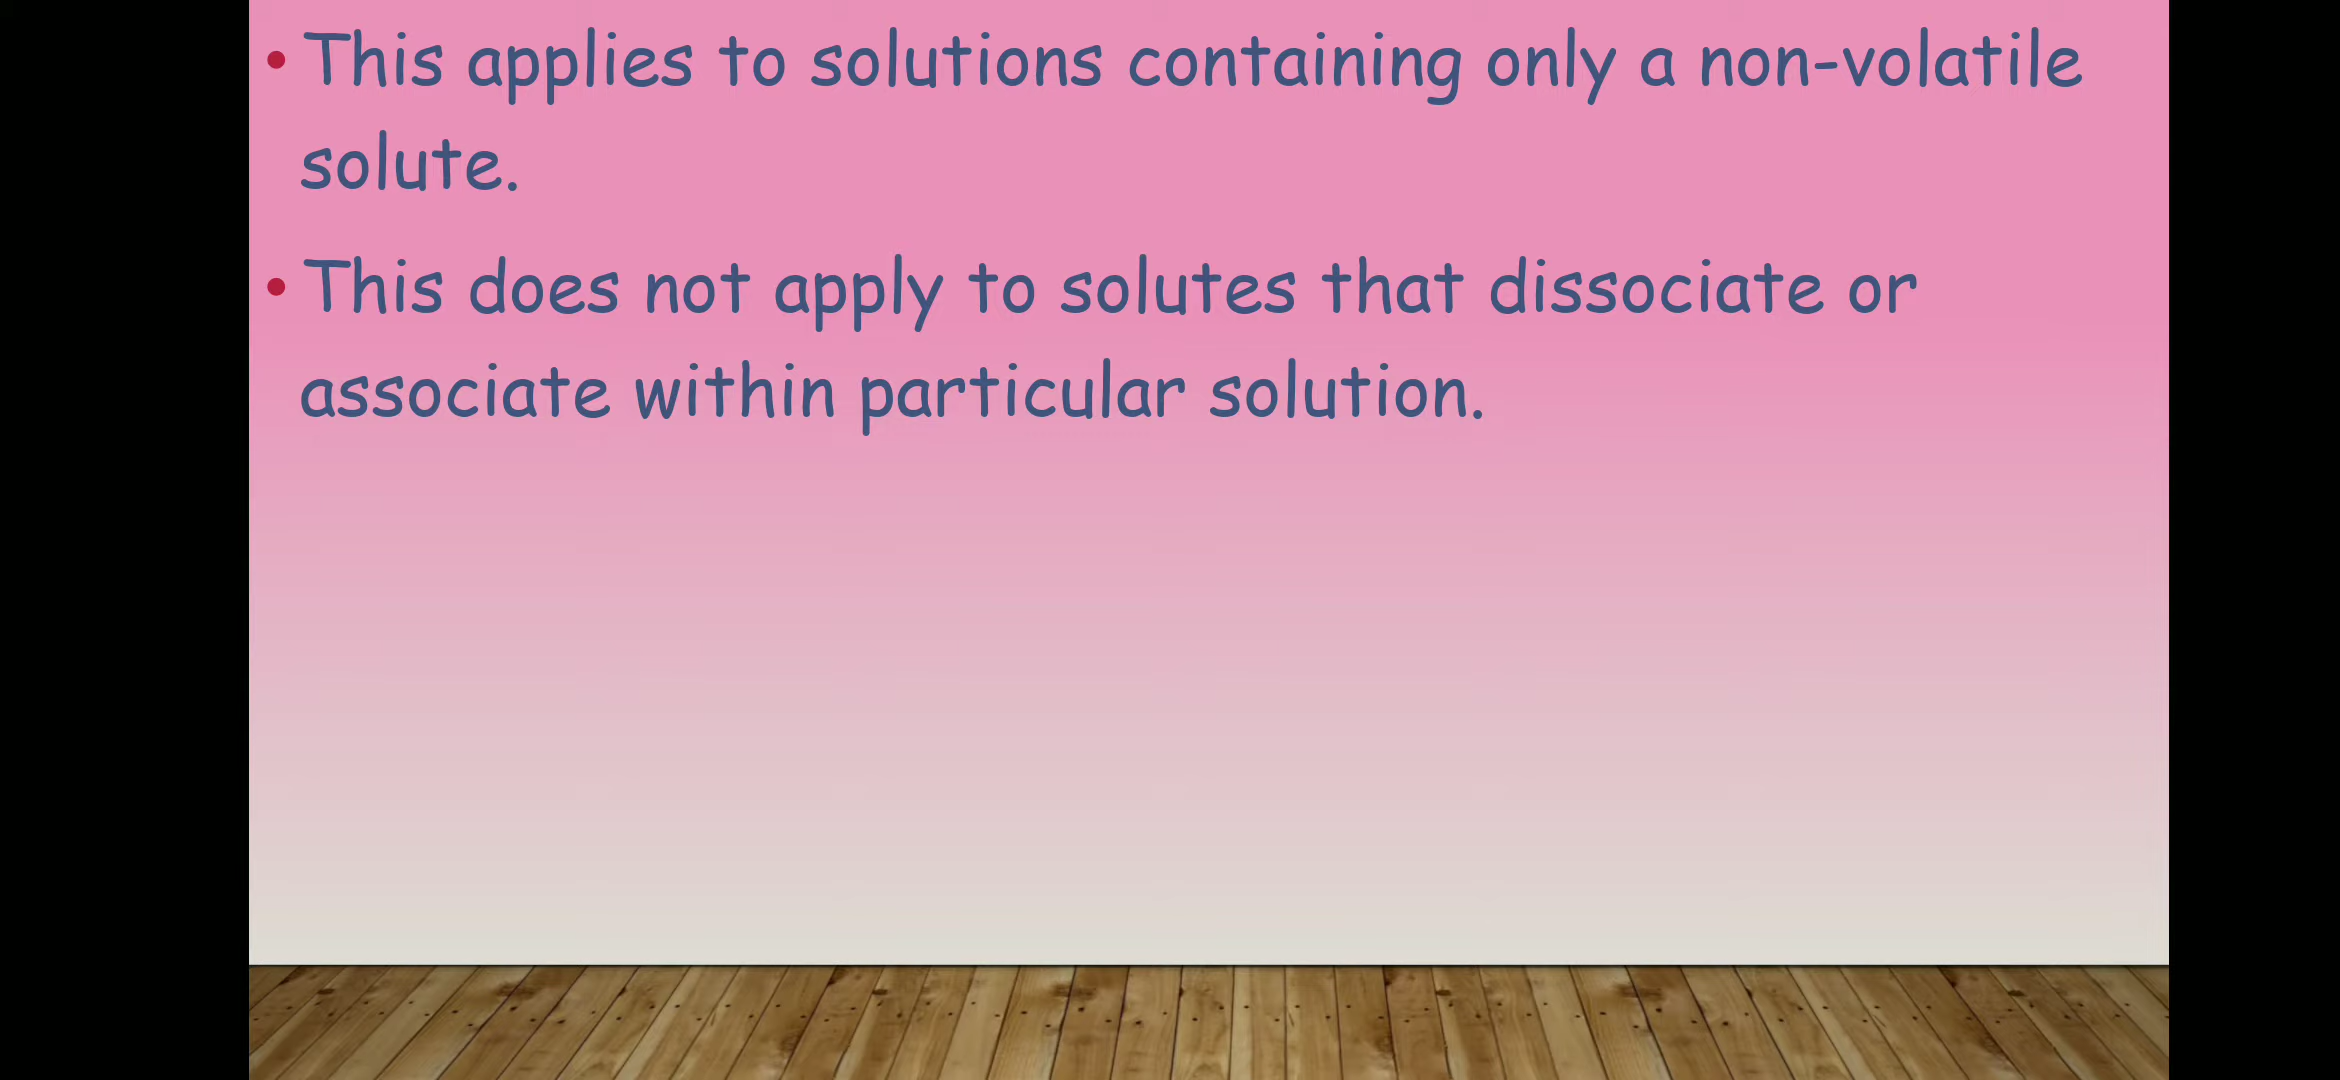 • This applies to solutions containing only a non-volatile
solute.
• This does not apply to solutes that dissociate or
associate within particular solution.